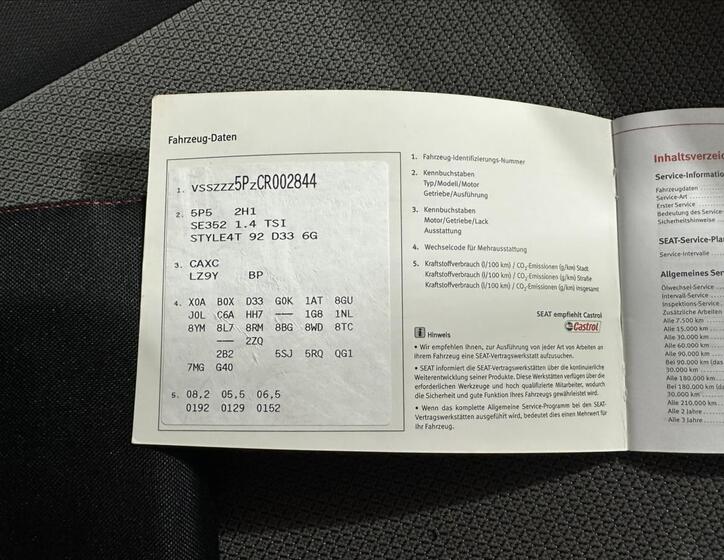 Fahrzeug-Daten
1. VSSZZZ5PZCR002844
2. 5P5 2H1
SE352 1.4 TSI
STYLE4T 92 D33 6G
3. CAXC
LZ9Y BP
4. X0A B0X D33 G0K 1AT 8GU
J0L C6A HH7 --- 1G8 1NL
8YM 8L7 8RM 8BG 8WD 8TC
--- 2ZQ
2B2 5SJ 5RQ QG1
7MG G40
5. 08,2 05,5 06,5
0192 0129 0152
1. Fahrzeug-Identifizierungs-Nummer
2. Kennbuchstaben
Typ/Modell/Motor
Getriebe/Ausführung
3. Kennbuchstaben
Motor/Getriebe/Lack
Ausstattung
4. Wechselcode für Mehrausstattung
5. Kraftstoffverbrauch (l/100 km) / CO₂-Emissionen (g/km) Stadt
Kraftstoffverbrauch (l/100 km) / CO₂-Emissionen (g/km) Straße
Kraftstoffverbrauch (l/100 km) / CO₂-Emissionen (g/km) Insgesamt
SEAT empfiehlt Castrol
Castrol
i Hinweis
• Wir empfehlen Ihnen, zur Ausführung von jeder Art von Arbeiten an
Ihrem Fahrzeug eine SEAT-Vertragswerkstatt aufzusuchen.
• SEAT informiert die SEAT-Vertragswerkstätten über die kontinuierliche
Weiterentwicklung seiner Produkte. Diese Werkstätten verfügen über die
erforderlichen Werkzeuge und hoch qualifizierte Mitarbeiter, wodurch
die Sicherheit und gute Funktion Ihres Fahrzeugs gewährleistet wird.
• Wenn das komplette Allgemeine Service-Programm bei den SEAT-
Vertragswerkstätten ausgeführt wird, bedeutet dies einen Mehrwert für
Ihr Fahrzeug.
Inhaltsverzeic
Service-Informatio
Fahrzeugdaten
Service-Art
Erster Service
Bedeutung des Service
Sicherheitshinweise
SEAT-Service-Pla
Service-Intervalle
Allgemeines Ser
Ölwechsel-Service
Intervall-Service
Inspektions-Service
Zusätzliche Arbeiten
Alle 7.500 km
Alle 15.000 km
Alle 30.000 km
Alle 60.000 km
Alle 90.000 km
Bei 90.000 km (das
30.000 km
Alle 180.000 km
Bei 180.000 km (da
30.000 km
Alle 210.000 km
Alle 2 Jahre
Alle 3 Jahre